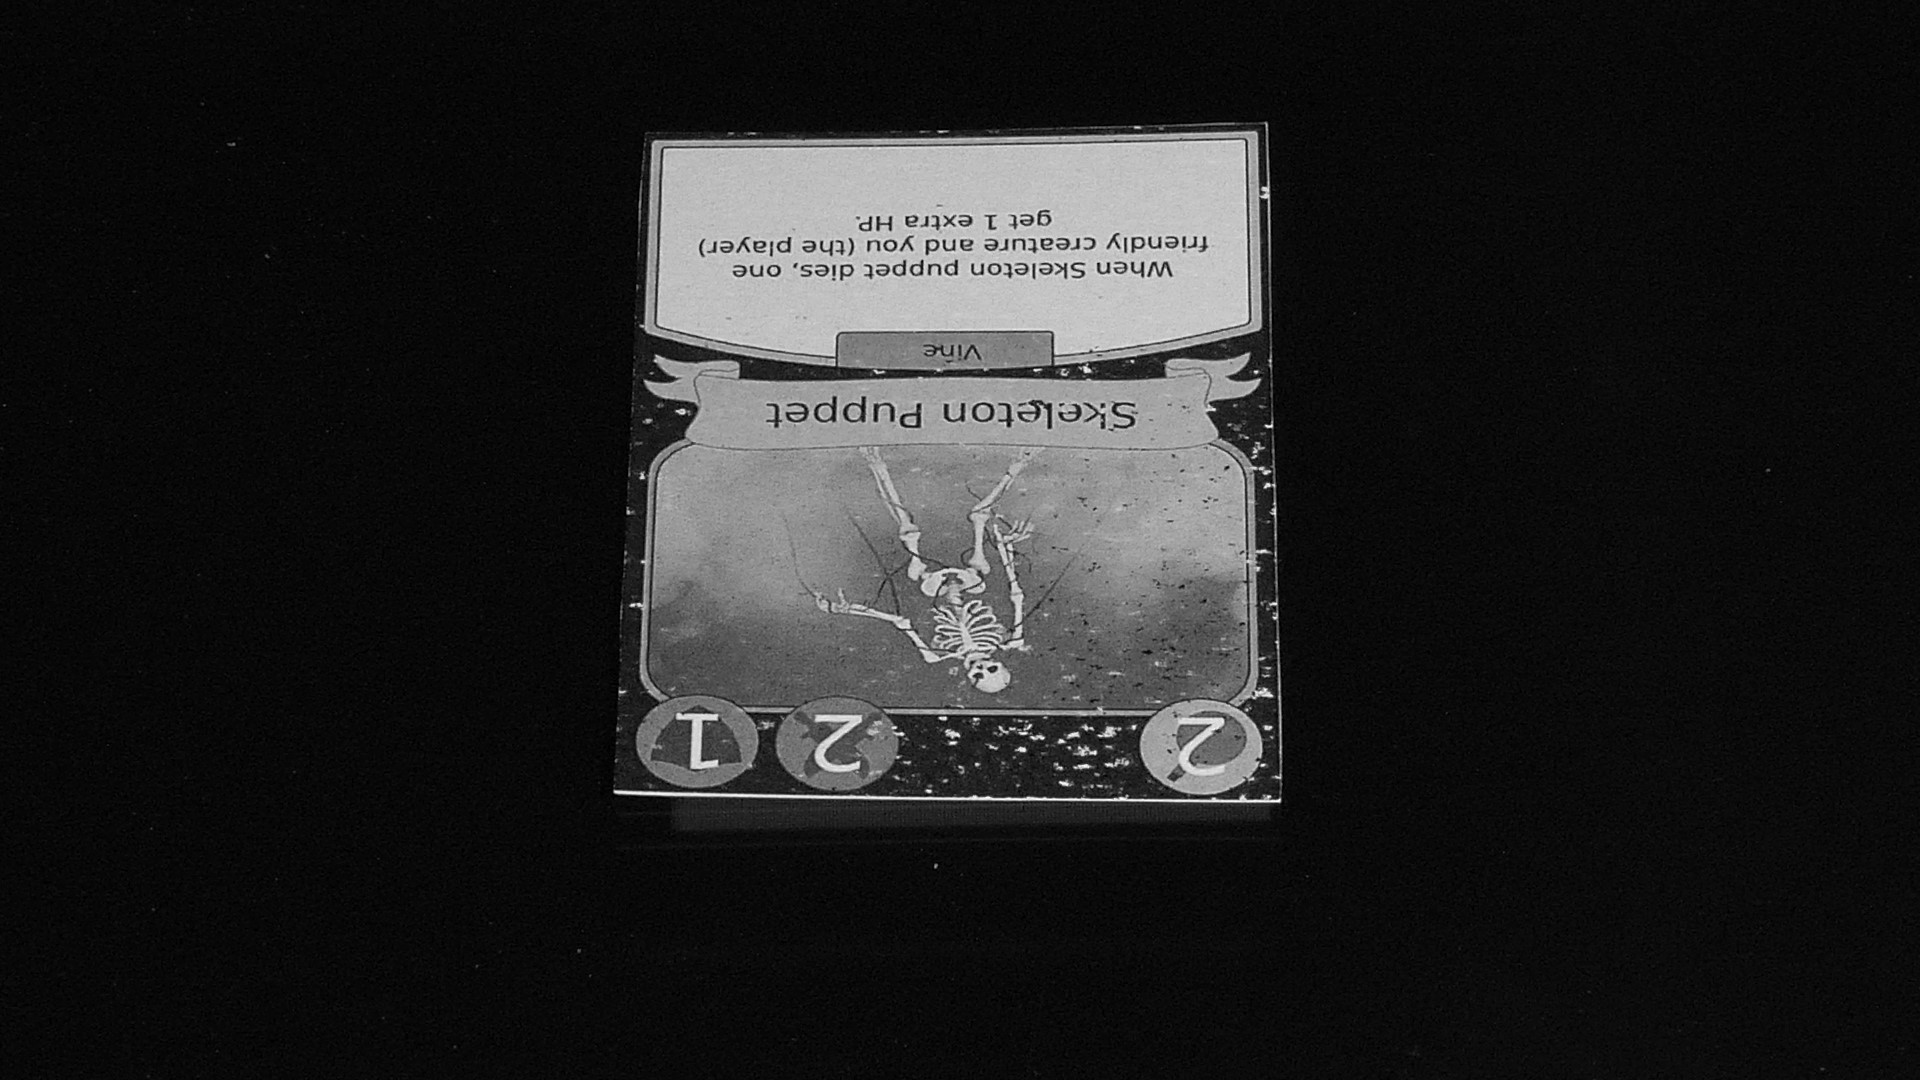 2 2 1
Skeleton Puppet
Vine
When Skeleton puppet dies, one
friendly creature and you (the player)
get 1 extra HP.